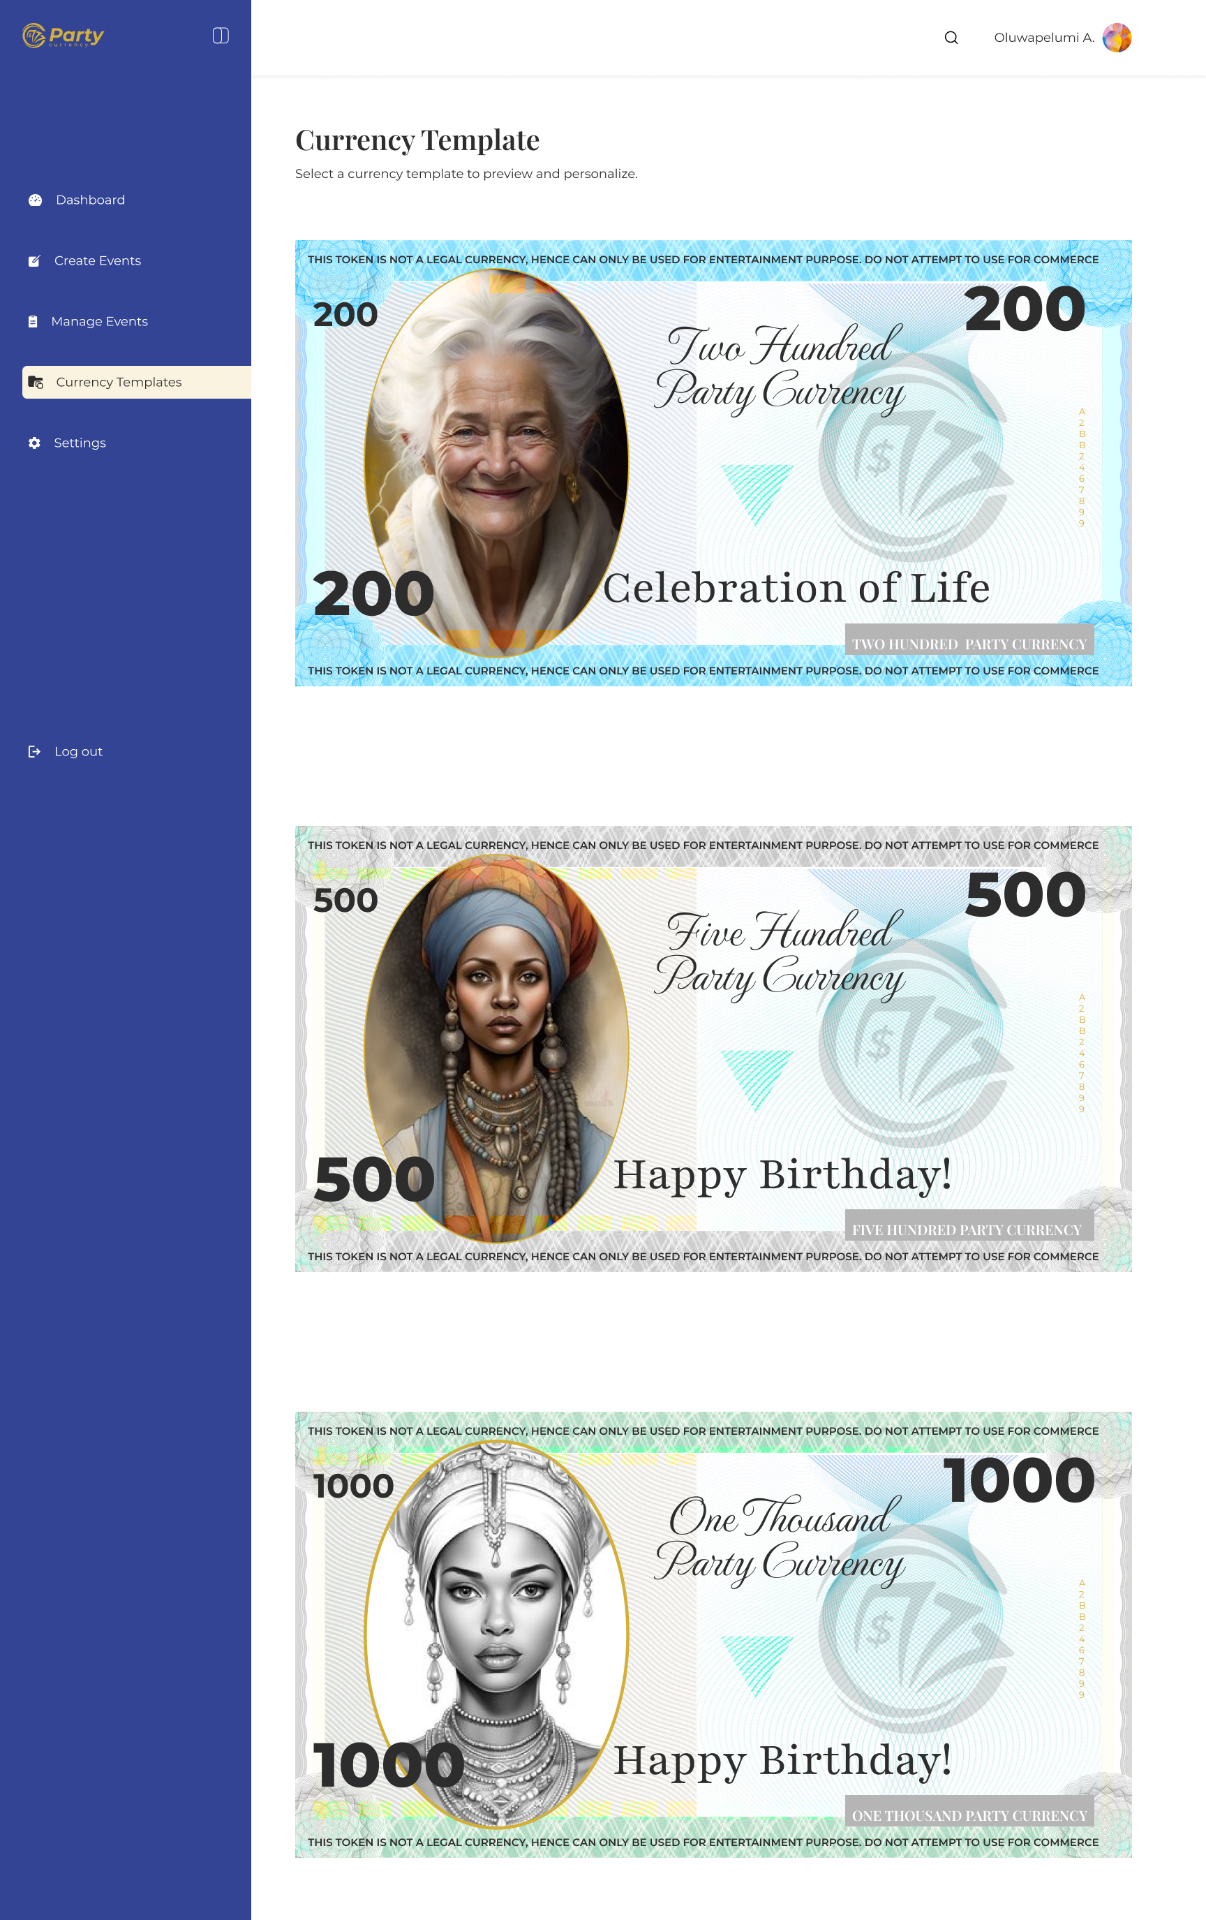 Party
currency
Oluwapelumi A.
Dashboard
Create Events
Manage Events
Currency Templates
Settings
Log out
Currency Template
Select a currency template to preview and personalize.
THIS TOKEN IS NOT A LEGAL CURRENCY, HENCE CAN ONLY BE USED FOR ENTERTAINMENT PURPOSE. DO NOT ATTEMPT TO USE FOR COMMERCE
200
200
Two Hundred
Party Currency
$
A2BB2467899
200
Celebration of Life
TWO HUNDRED PARTY CURRENCY
THIS TOKEN IS NOT A LEGAL CURRENCY, HENCE CAN ONLY BE USED FOR ENTERTAINMENT PURPOSE. DO NOT ATTEMPT TO USE FOR COMMERCE
THIS TOKEN IS NOT A LEGAL CURRENCY, HENCE CAN ONLY BE USED FOR ENTERTAINMENT PURPOSE. DO NOT ATTEMPT TO USE FOR COMMERCE
500
500
Five Hundred
Party Currency
$
A2BB2467899
500
Happy Birthday!
FIVE HUNDRED PARTY CURRENCY
THIS TOKEN IS NOT A LEGAL CURRENCY, HENCE CAN ONLY BE USED FOR ENTERTAINMENT PURPOSE. DO NOT ATTEMPT TO USE FOR COMMERCE
THIS TOKEN IS NOT A LEGAL CURRENCY, HENCE CAN ONLY BE USED FOR ENTERTAINMENT PURPOSE. DO NOT ATTEMPT TO USE FOR COMMERCE
1000
1000
One Thousand
Party Currency
$
A2BB2467899
1000
Happy Birthday!
ONE THOUSAND PARTY CURRENCY
THIS TOKEN IS NOT A LEGAL CURRENCY, HENCE CAN ONLY BE USED FOR ENTERTAINMENT PURPOSE. DO NOT ATTEMPT TO USE FOR COMMERCE